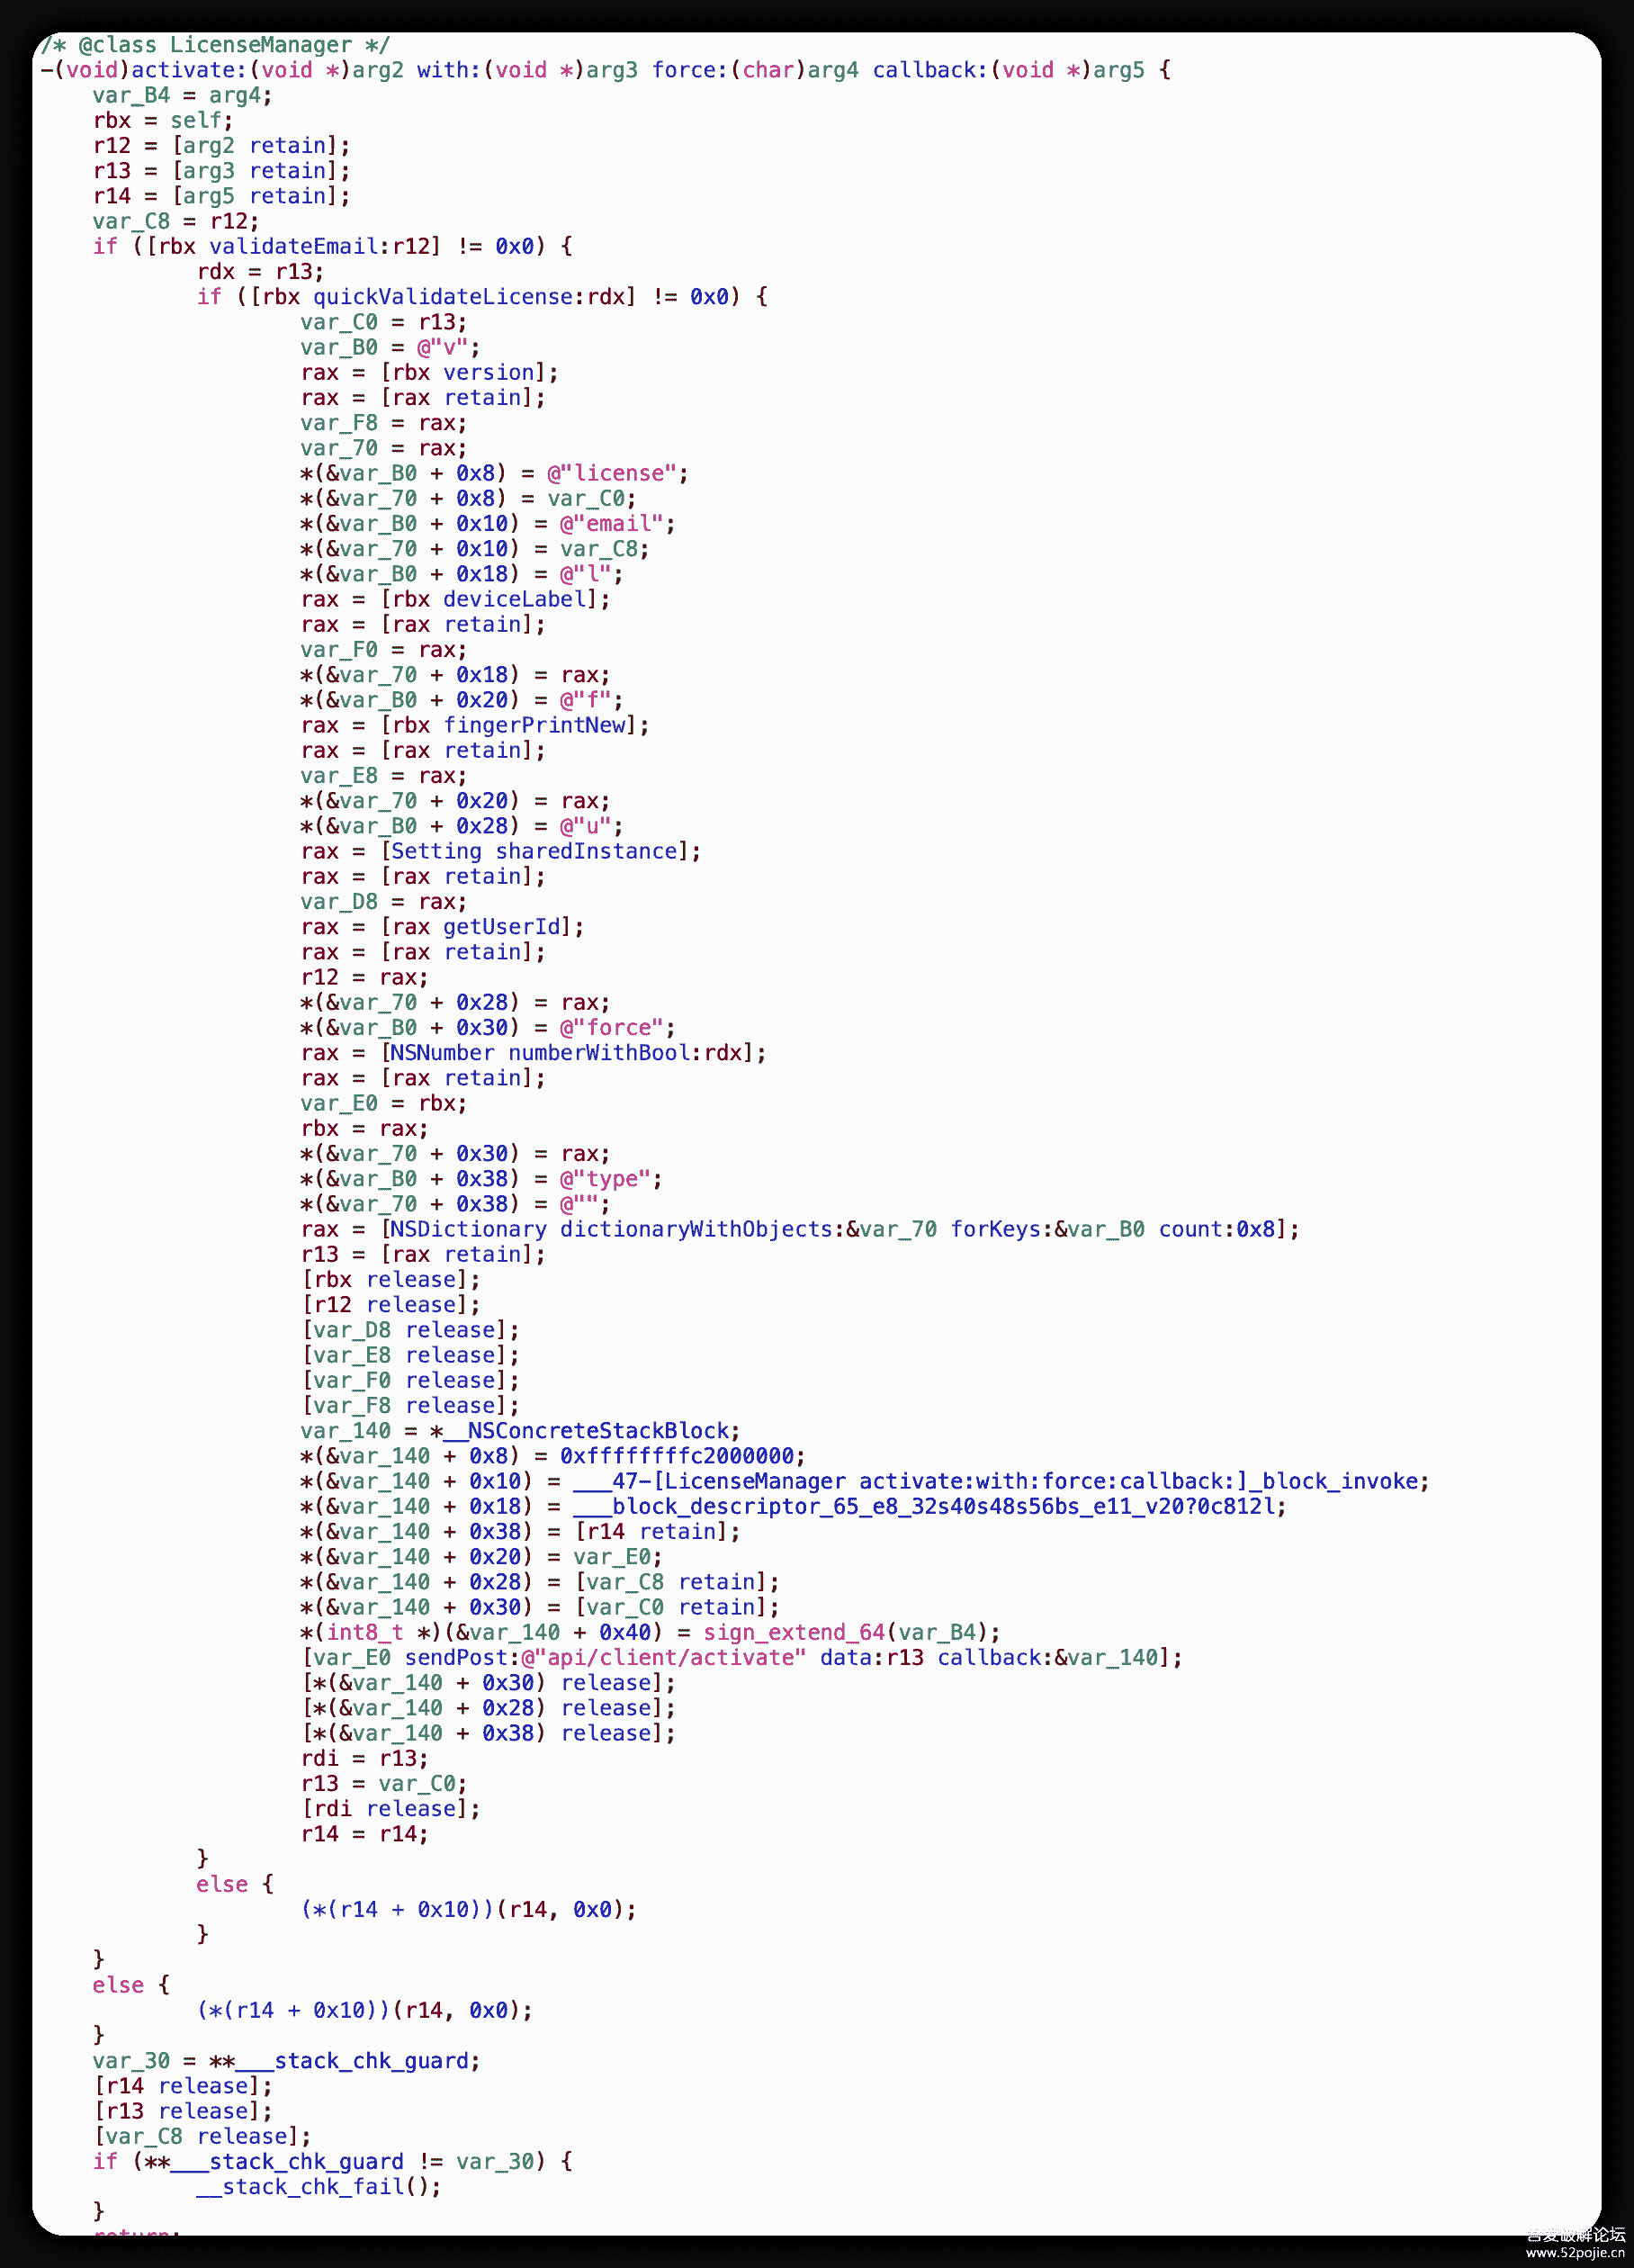 /* @class LicenseManager */
-(void)activate:(void *)arg2 with:(void *)arg3 force:(char)arg4 callback:(void *)arg5 {
var_B4 = arg4;
rbx = self;
r12 = [arg2 retain];
r13 = [arg3 retain];
r14 = [arg5 retain];
var_C8 = r12;
if ([rbx validateEmail:r12] != 0x0) {
rdx = r13;
if ([rbx quickValidateLicense:rdx] != 0x0) {
var_C0 = r13;
var_B0 = @"v";
rax = [rbx version];
rax = [rax retain];
var_F8 = rax;
var_70 = rax;
*(&var_B0 + 0x8) = @"license";
*(&var_70 + 0x8) = var_C0;
*(&var_B0 + 0x10) = @"email";
*(&var_70 + 0x10) = var_C8;
*(&var_B0 + 0x18) = @"l";
rax = [rbx deviceLabel];
rax = [rax retain];
var_F0 = rax;
*(&var_70 + 0x18) = rax;
*(&var_B0 + 0x20) = @"f";
rax = [rbx fingerPrintNew];
rax = [rax retain];
var_E8 = rax;
*(&var_70 + 0x20) = rax;
*(&var_B0 + 0x28) = @"u";
rax = [Setting sharedInstance];
rax = [rax retain];
var_D8 = rax;
rax = [rax getUserId];
rax = [rax retain];
r12 = rax;
*(&var_70 + 0x28) = rax;
*(&var_B0 + 0x30) = @"force";
rax = [NSNumber numberWithBool:rdx];
rax = [rax retain];
var_E0 = rbx;
rbx = rax;
*(&var_70 + 0x30) = rax;
*(&var_B0 + 0x38) = @"type";
*(&var_70 + 0x38) = @"";
rax = [NSDictionary dictionaryWithObjects:&var_70 forKeys:&var_B0 count:0x8];
r13 = [rax retain];
[rbx release];
[r12 release];
[var_D8 release];
[var_E8 release];
[var_F0 release];
[var_F8 release];
var_140 = *__NSConcreteStackBlock;
*(&var_140 + 0x8) = 0xffffffffc2000000;
*(&var_140 + 0x10) = ___47-[LicenseManager activate:with:force:callback:]_block_invoke;
*(&var_140 + 0x18) = ___block_descriptor_65_e8_32s40s48s56bs_e11_v20?0c812l;
*(&var_140 + 0x38) = [r14 retain];
*(&var_140 + 0x20) = var_E0;
*(&var_140 + 0x28) = [var_C8 retain];
*(&var_140 + 0x30) = [var_C0 retain];
*(int8_t *)(&var_140 + 0x40) = sign_extend_64(var_B4);
[var_E0 sendPost:@"api/client/activate" data:r13 callback:&var_140];
[*(&var_140 + 0x30) release];
[*(&var_140 + 0x28) release];
[*(&var_140 + 0x38) release];
rdi = r13;
r13 = var_C0;
[rdi release];
r14 = r14;
}
else {
(*(r14 + 0x10))(r14, 0x0);
}
}
else {
(*(r14 + 0x10))(r14, 0x0);
}
var_30 = **___stack_chk_guard;
[r14 release];
[r13 release];
[var_C8 release];
if (**___stack_chk_guard != var_30) {
__stack_chk_fail();
}
return;
吾爱破解论坛
www.52pojie.cn